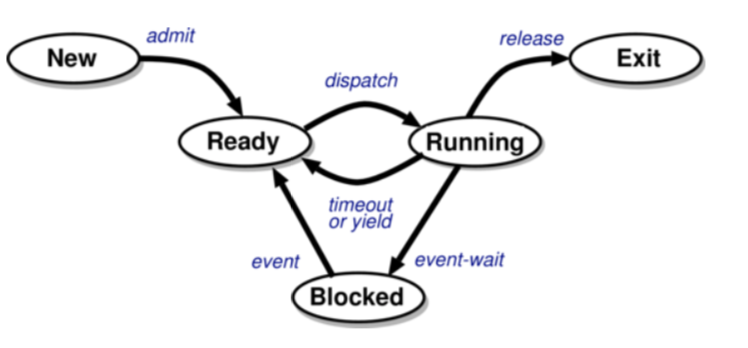 admit
release
New
Exit
dispatch
Ready
Running
timeout
or yield
event
event-wait
Blocked